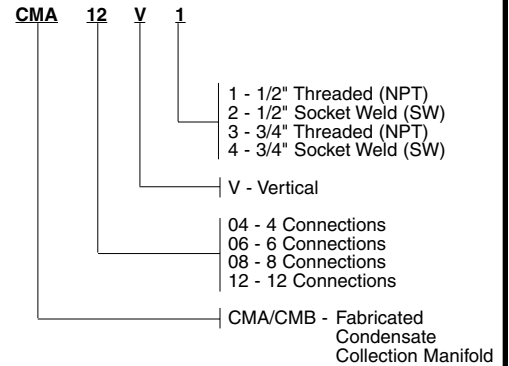 CMA 12 V 1
1 - 1/2" Threaded (NPT)
2 - 1/2" Socket Weld (SW)
3 - 3/4" Threaded (NPT)
4 - 3/4" Socket Weld (SW)
V - Vertical
04 - 4 Connections
06 - 6 Connections
08 - 8 Connections
12 - 12 Connections
CMA/CMB - Fabricated
Condensate
Collection Manifold